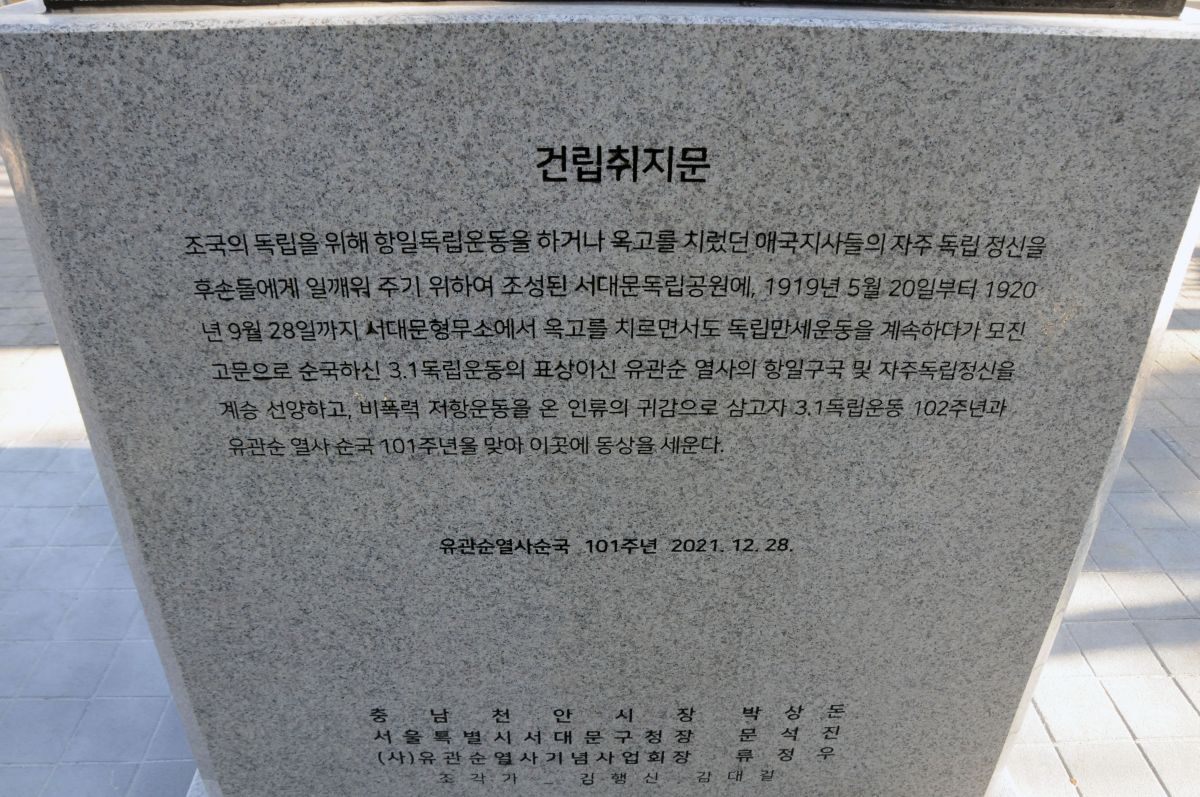 건립취지문
조국의 독립을 위해 항일독립운동을 하거나 옥고를 치렀던 애국지사들의 자주 독립 정신을
후손들에게 일깨워 주기 위하여 조성된 서대문독립공원에, 1919년 5월 20일부터 1920
년 9월 28일까지 서대문형무소에서 옥고를 치르면서도 독립만세운동을 계속하다가 모진
고문으로 순국하신 3.1독립운동의 표상이신 유관순 열사의 항일구국 및 자주독립정신을
계승 선양하고, 비폭력 저항운동을 온 인류의 귀감으로 삼고자 3.1독립운동 102주년과
유관순 열사 순국 101주년을 맞아 이곳에 동상을 세운다.
유관순열사순국 101주년 2021. 12. 28.
충남천안시장 박상돈
서울특별시서대문구청장 문석진
(사)유관순열사기념사업회장 류정우
조각가 _ 김행신, 김대길